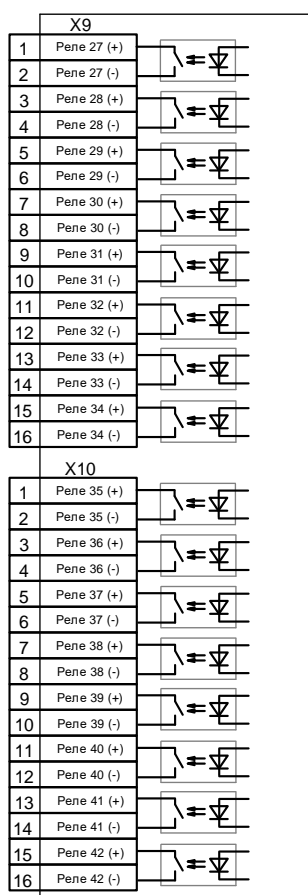 X9
1 Реле 27 (+)
2 Реле 27 (-)
3 Реле 28 (+)
4 Реле 28 (-)
5 Реле 29 (+)
6 Реле 29 (-)
7 Реле 30 (+)
8 Реле 30 (-)
9 Реле 31 (+)
10 Реле 31 (-)
11 Реле 32 (+)
12 Реле 32 (-)
13 Реле 33 (+)
14 Реле 33 (-)
15 Реле 34 (+)
16 Реле 34 (-)
X10
1 Реле 35 (+)
2 Реле 35 (-)
3 Реле 36 (+)
4 Реле 36 (-)
5 Реле 37 (+)
6 Реле 37 (-)
7 Реле 38 (+)
8 Реле 38 (-)
9 Реле 39 (+)
10 Реле 39 (-)
11 Реле 40 (+)
12 Реле 40 (-)
13 Реле 41 (+)
14 Реле 41 (-)
15 Реле 42 (+)
16 Реле 42 (-)